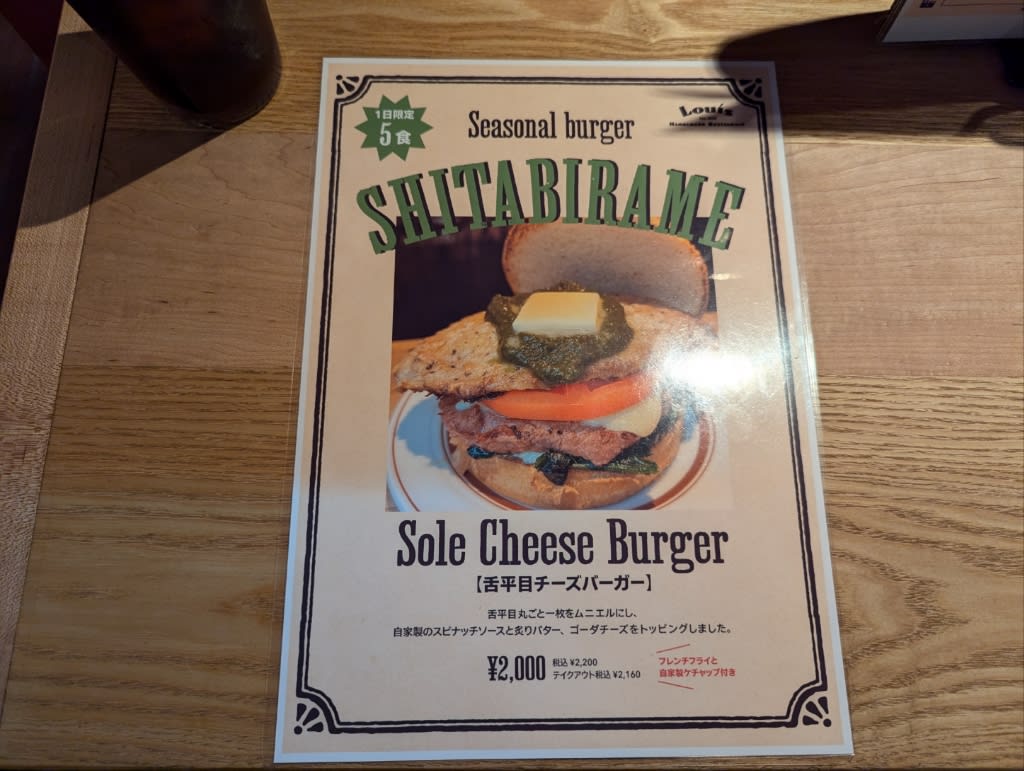 1日限定
5食
Seasonal burger
Louis
Hamburger Restaurant
SHITABIRAME
Sole Cheese Burger
【舌平目チーズバーガー】
舌平目丸ごと一枚をムニエルにし、
自家製のスピナッチソースと炙りバター、ゴーダチーズをトッピングしました。
¥2,000
税込 ¥2,200
テイクアウト税込 ¥2,160
フレンチフライと
自家製ケチャップ付き